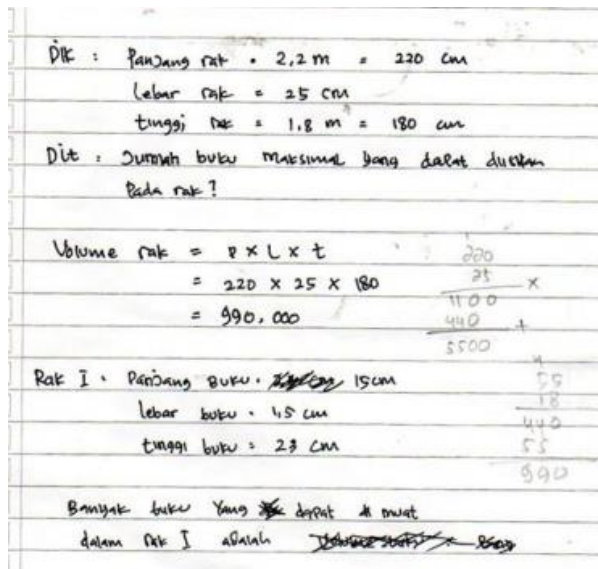 Dik : Panjang rak = 2,2 m = 220 cm
Lebar rak = 25 cm
tinggi rak = 1,8 m = 180 cm
Dit : Jumlah buku maksimal yang dapat
Pada rak?
Volume rak = P x L x t
= 220 x 25 x 180
= 990.000
220
25 x
1100
440 +
5500
Rak I . Panjang Buku . 15cm
lebar buku . 1,5 cm
tinggi buku = 23 cm
55
18
440
55
990
Banyak buku yang dapat muat
dalam rak I adalah